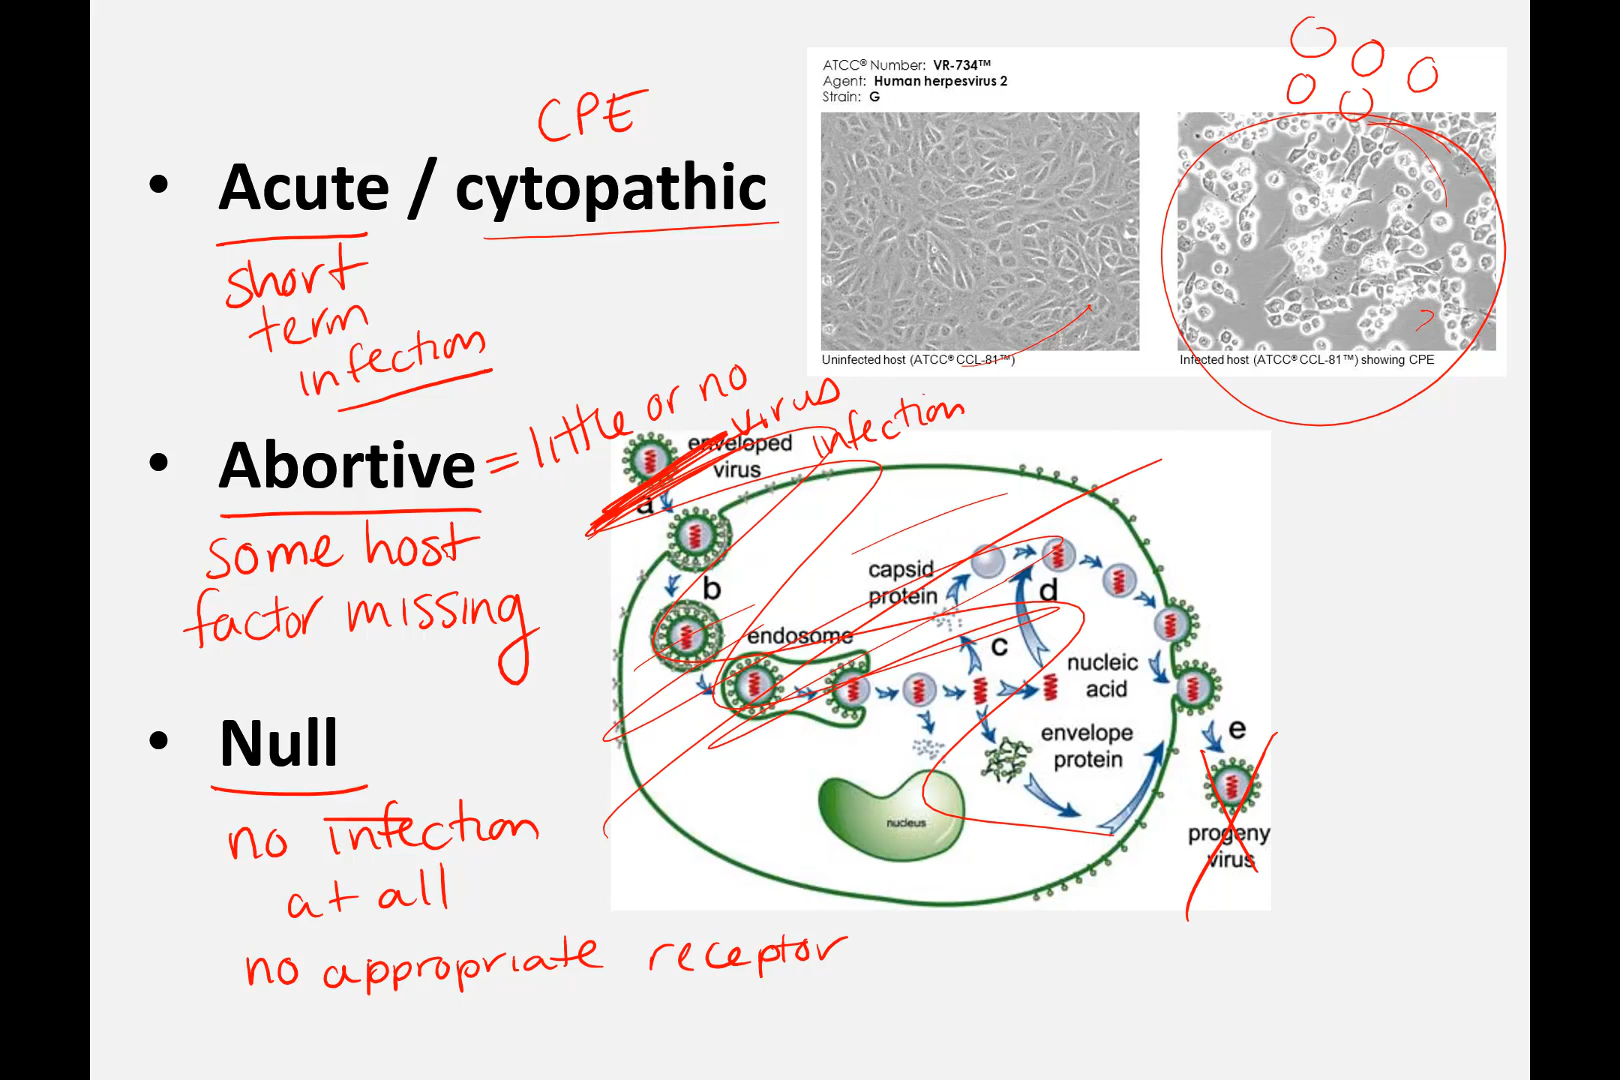 CPE
• Acute / cytopathic
short
term
infection
ATCC® Number: VR-734™
Agent: Human herpesvirus 2
Strain: G
Uninfected host (ATCC® CCL-81™)
Infected host (ATCC® CCL-81™) showing CPE
• Abortive = little or no
virus
infection
some host
factor missing
• Null
no infection
at all
no appropriate receptor
enveloped
virus
a
b
endosome
capsid
protein
d
c
nucleic
acid
envelope
protein
nucleus
e
progeny
virus